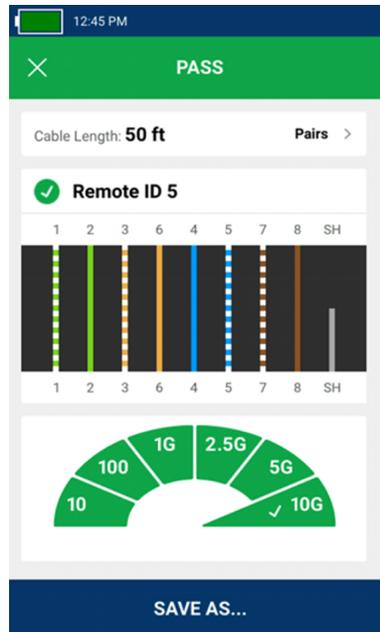 12:45 PM
PASS
Cable Length: 50 ft Pairs >
Remote ID 5
1 2 3 6 4 5 7 8 SH
1 2 3 6 4 5 7 8 SH
10 100 1G 2.5G 5G 10G
SAVE AS...